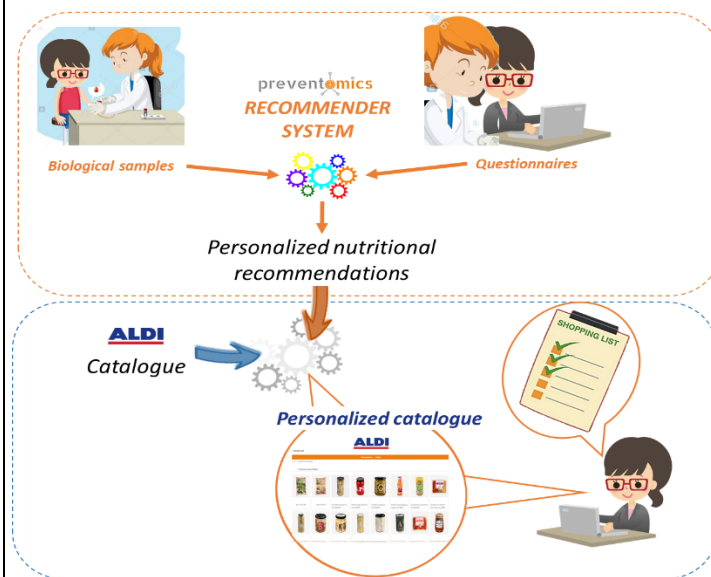 preventomics
RECOMMENDER
SYSTEM
Biological samples
Questionnaires
Personalized nutritional
recommendations
ALDI
Catalogue
SHOPPING LIST
Personalized catalogue
ALDI